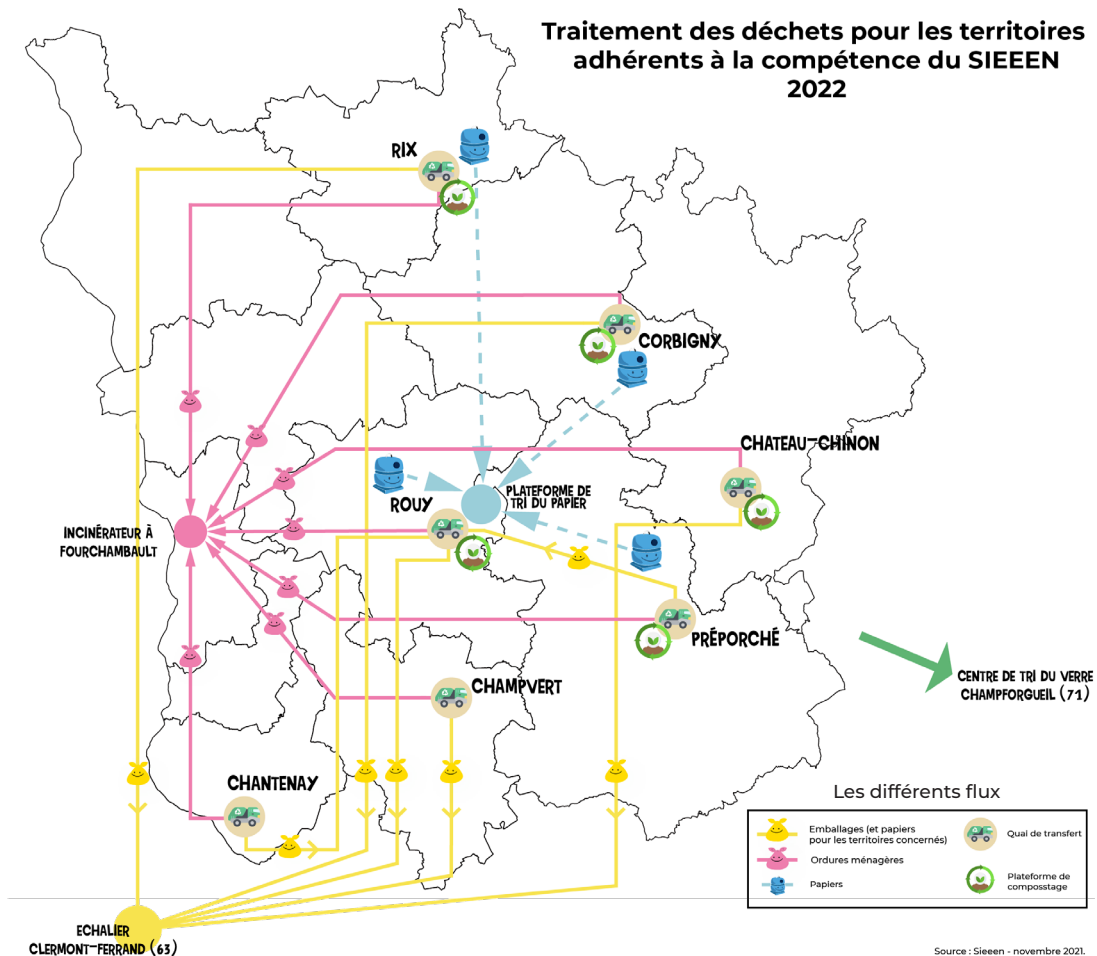 Traitement des déchets pour les territoires
adhérents à la compétence du SIEEEN
2022
RIX
CORBIGNY
CHATEAU-CHINON
ROUY
PLATEFORME DE
TRI DU PAPIER
INCINÉRATEUR À
FOURCHAMBAULT
PRÉPORCHÉ
CHAMPVERT
CENTRE DE TRI DU VERRE
CHAMPFORGUEIL (71)
CHANTENAY
Les différents flux
Emballages (et papiers
pour les territoires concernés)
Quai de transfert
Ordures ménagères
Papiers
Plateforme de
composstage
ECHALIER
CLERMONT-FERRAND (63)
Source : Sieeen - novembre 2021.